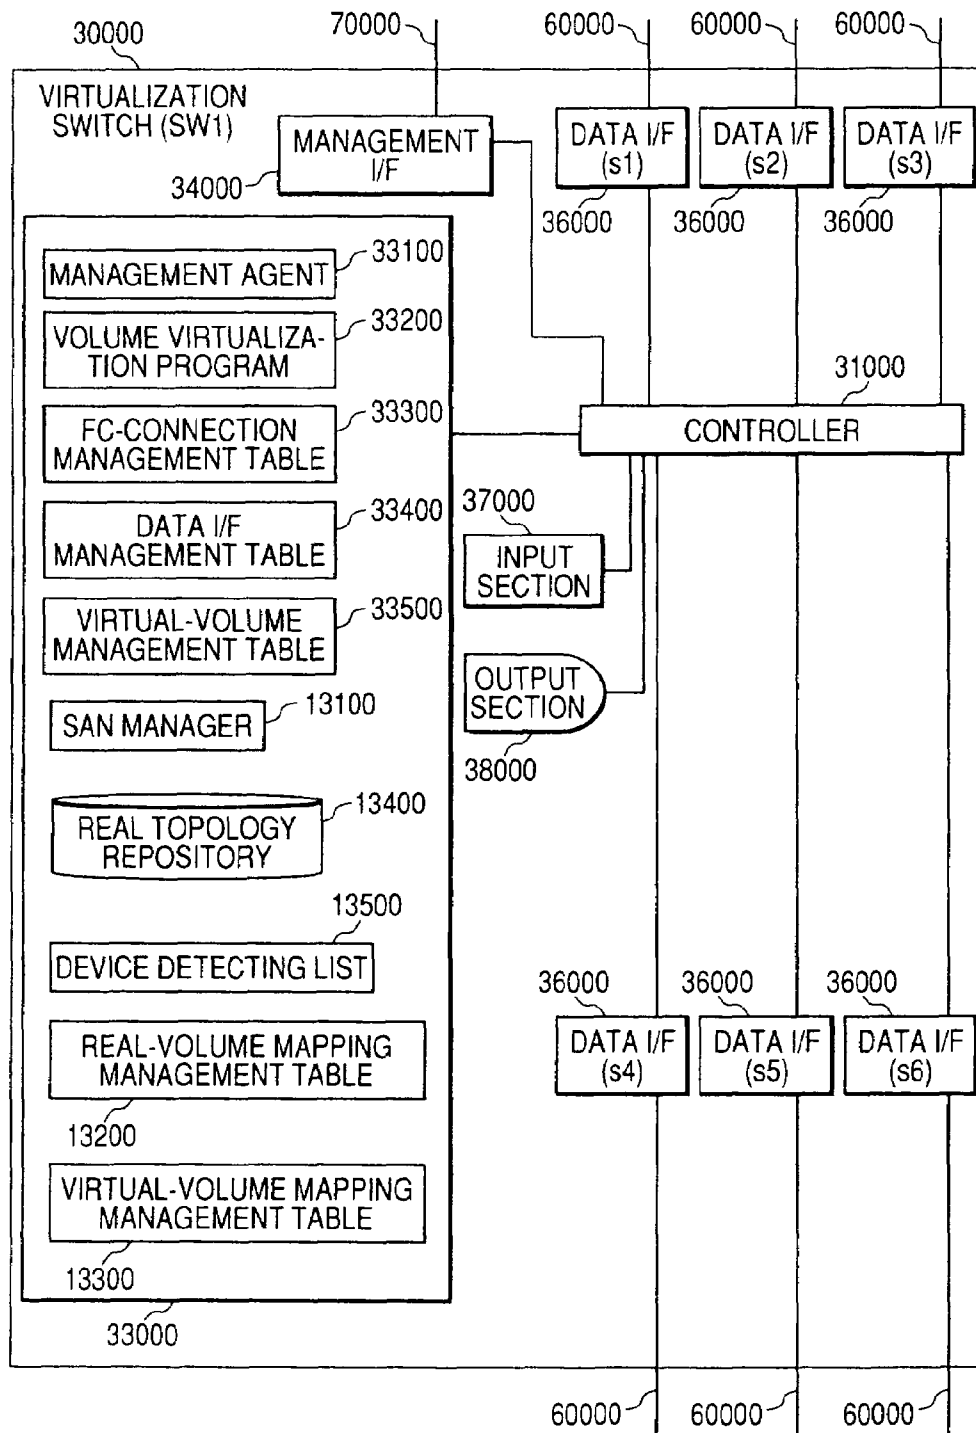 70000
60000
60000
60000
30000
VIRTUALIZATION
SWITCH (SW1)
MANAGEMENT
I/F
34000
DATA I/F
(s1)
DATA I/F
(s2)
DATA I/F
(s3)
36000
36000
36000
33100
MANAGEMENT AGENT
33200
VOLUME VIRTUALIZA-
TION PROGRAM
33300
FC-CONNECTION
MANAGEMENT TABLE
31000
CONTROLLER
33400
DATA I/F
MANAGEMENT TABLE
37000
INPUT
SECTION
33500
VIRTUAL-VOLUME
MANAGEMENT TABLE
OUTPUT
SECTION
38000
13100
SAN MANAGER
13400
REAL TOPOLOGY
REPOSITORY
13500
DEVICE DETECTING LIST
36000
36000
36000
DATA I/F
(s4)
DATA I/F
(s5)
DATA I/F
(s6)
REAL-VOLUME MAPPING
MANAGEMENT TABLE
13200
VIRTUAL-VOLUME MAPPING
MANAGEMENT TABLE
13300
33000
60000
60000
60000